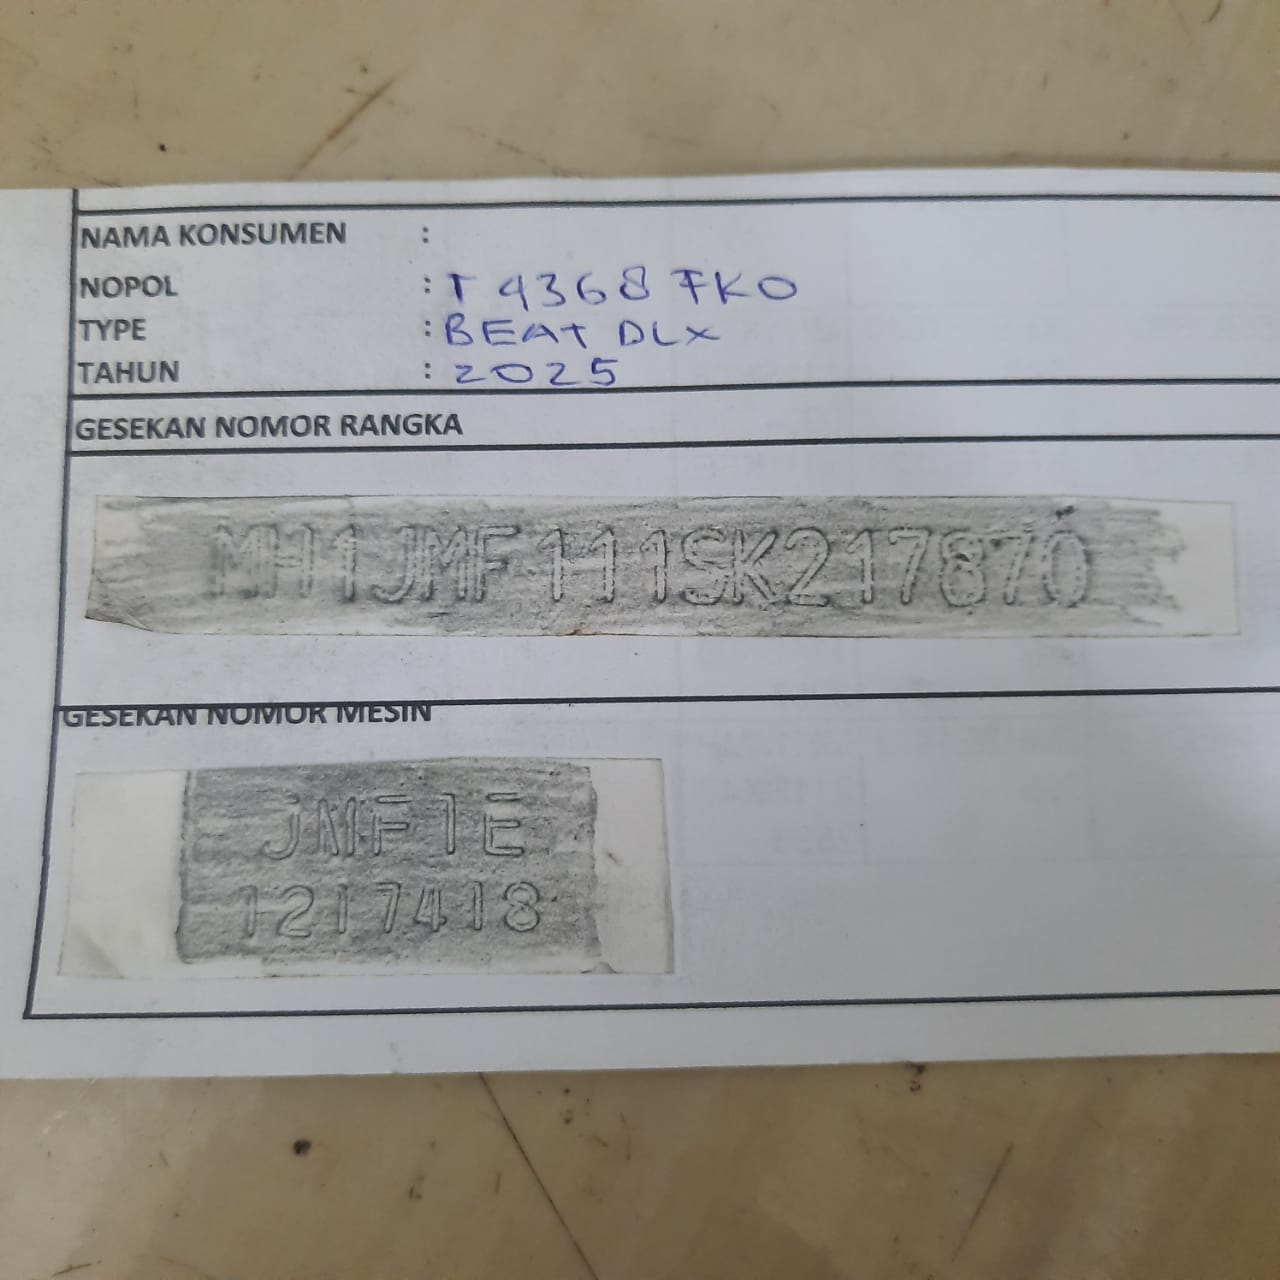 NAMA KONSUMEN :
NOPOL : T 4368 FKO
TYPE : BEAT DLX
TAHUN : 2025
GESEKAN NOMOR RANGKA
MH1JMF111SK217870
GESEKAN NOMOR MESIN
JMF1E
1217418